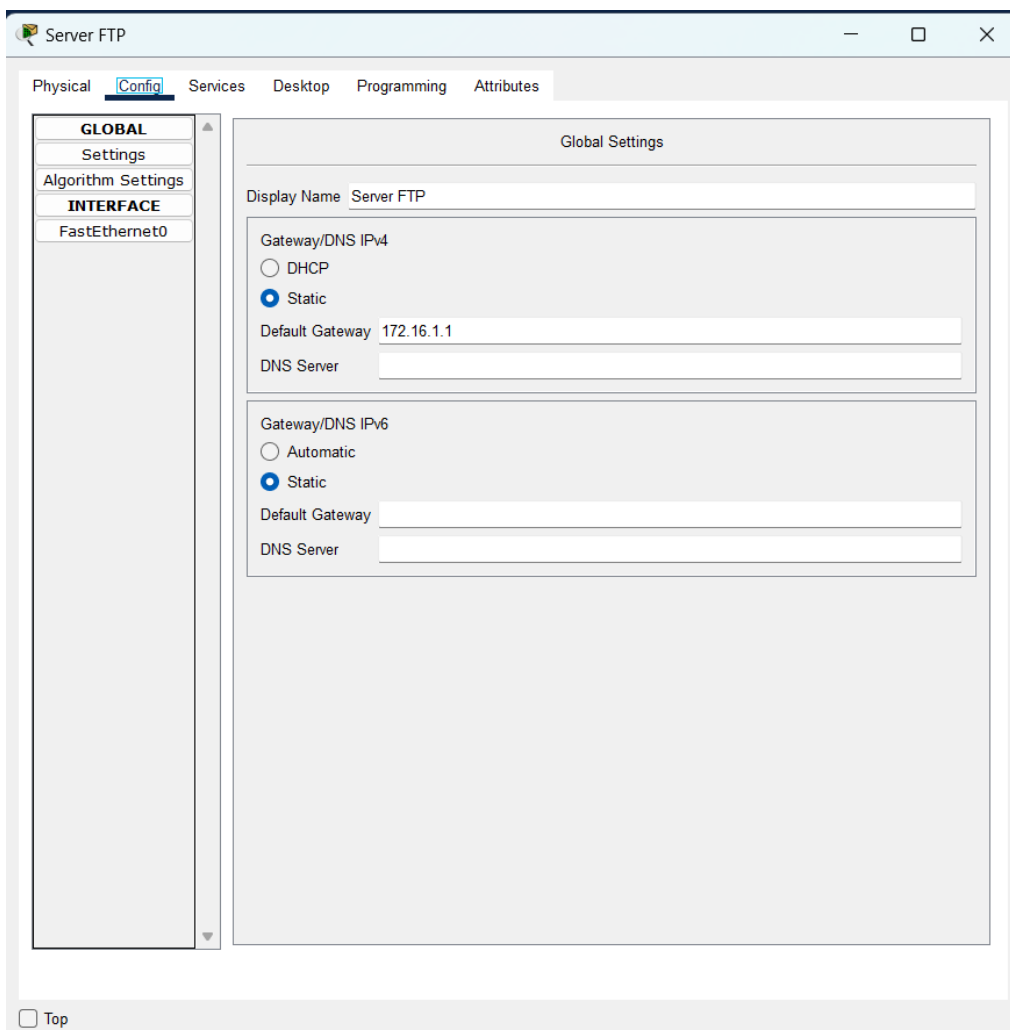 Server FTP
Physical Config Services Desktop Programming Attributes
GLOBAL
Settings
Algorithm Settings
INTERFACE
FastEthernet0
Global Settings
Display Name Server FTP
Gateway/DNS IPv4
DHCP
Static
Default Gateway 172.16.1.1
DNS Server
Gateway/DNS IPv6
Automatic
Static
Default Gateway
DNS Server
Top